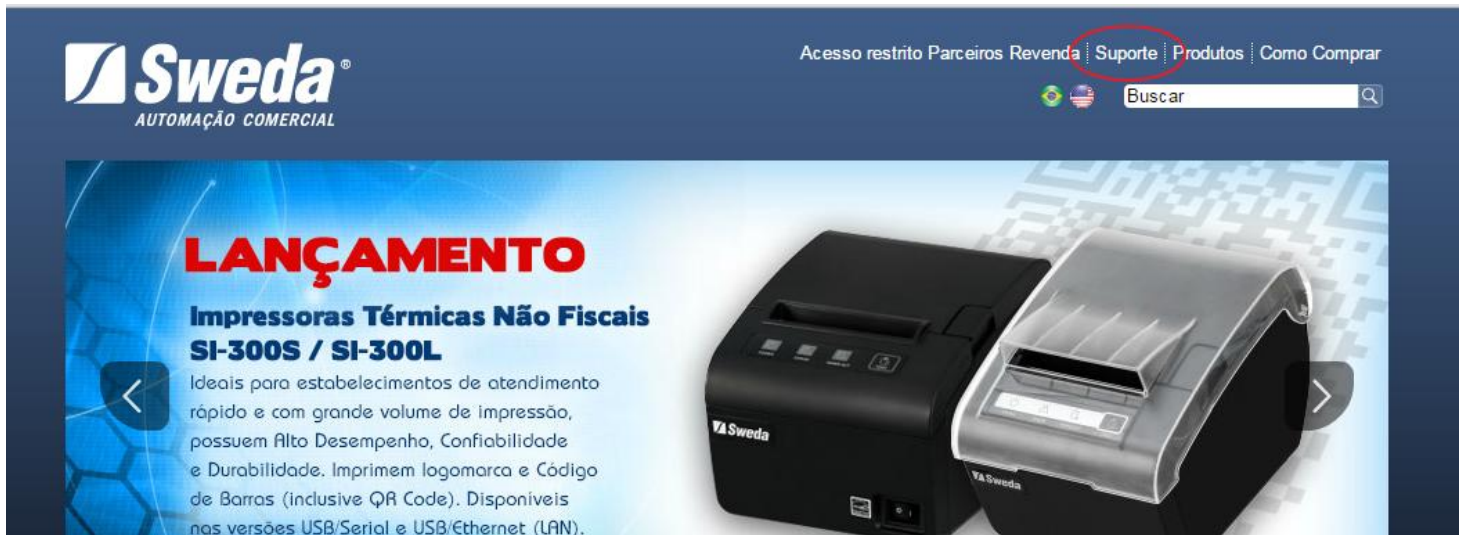 Sweda®
AUTOMAÇÃO COMERCIAL
Acesso restrito Parceiros Revenda Suporte Produtos Como Comprar
Buscar
LANÇAMENTO
Impressoras Térmicas Não Fiscais
SI-300S / SI-300L
Ideais para estabelecimentos de atendimento
rápido e com grande volume de impressão,
possuem Alto Desempenho, Confiabilidade
e Durabilidade. Imprimem logomarca e Código
de Barras (inclusive QR Code). Disponíveis
nas versões USB/Serial e USB/Ethernet (LAN).
Sweda
Sweda